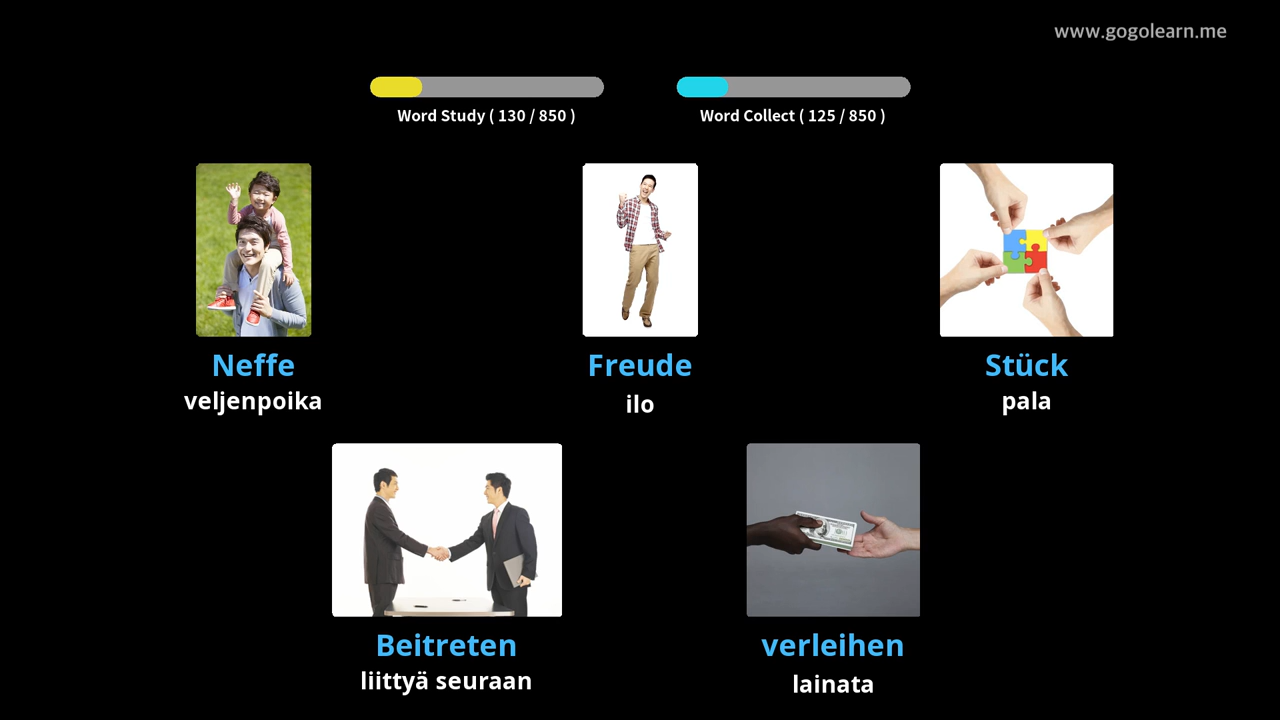 www.gogolearn.me
Word Study ( 130 / 850 )
Word Collect ( 125 / 850 )
Neffe
veljenpoika
Freude
ilo
Stück
pala
Beitreten
liittyä seuraan
verleihen
lainata